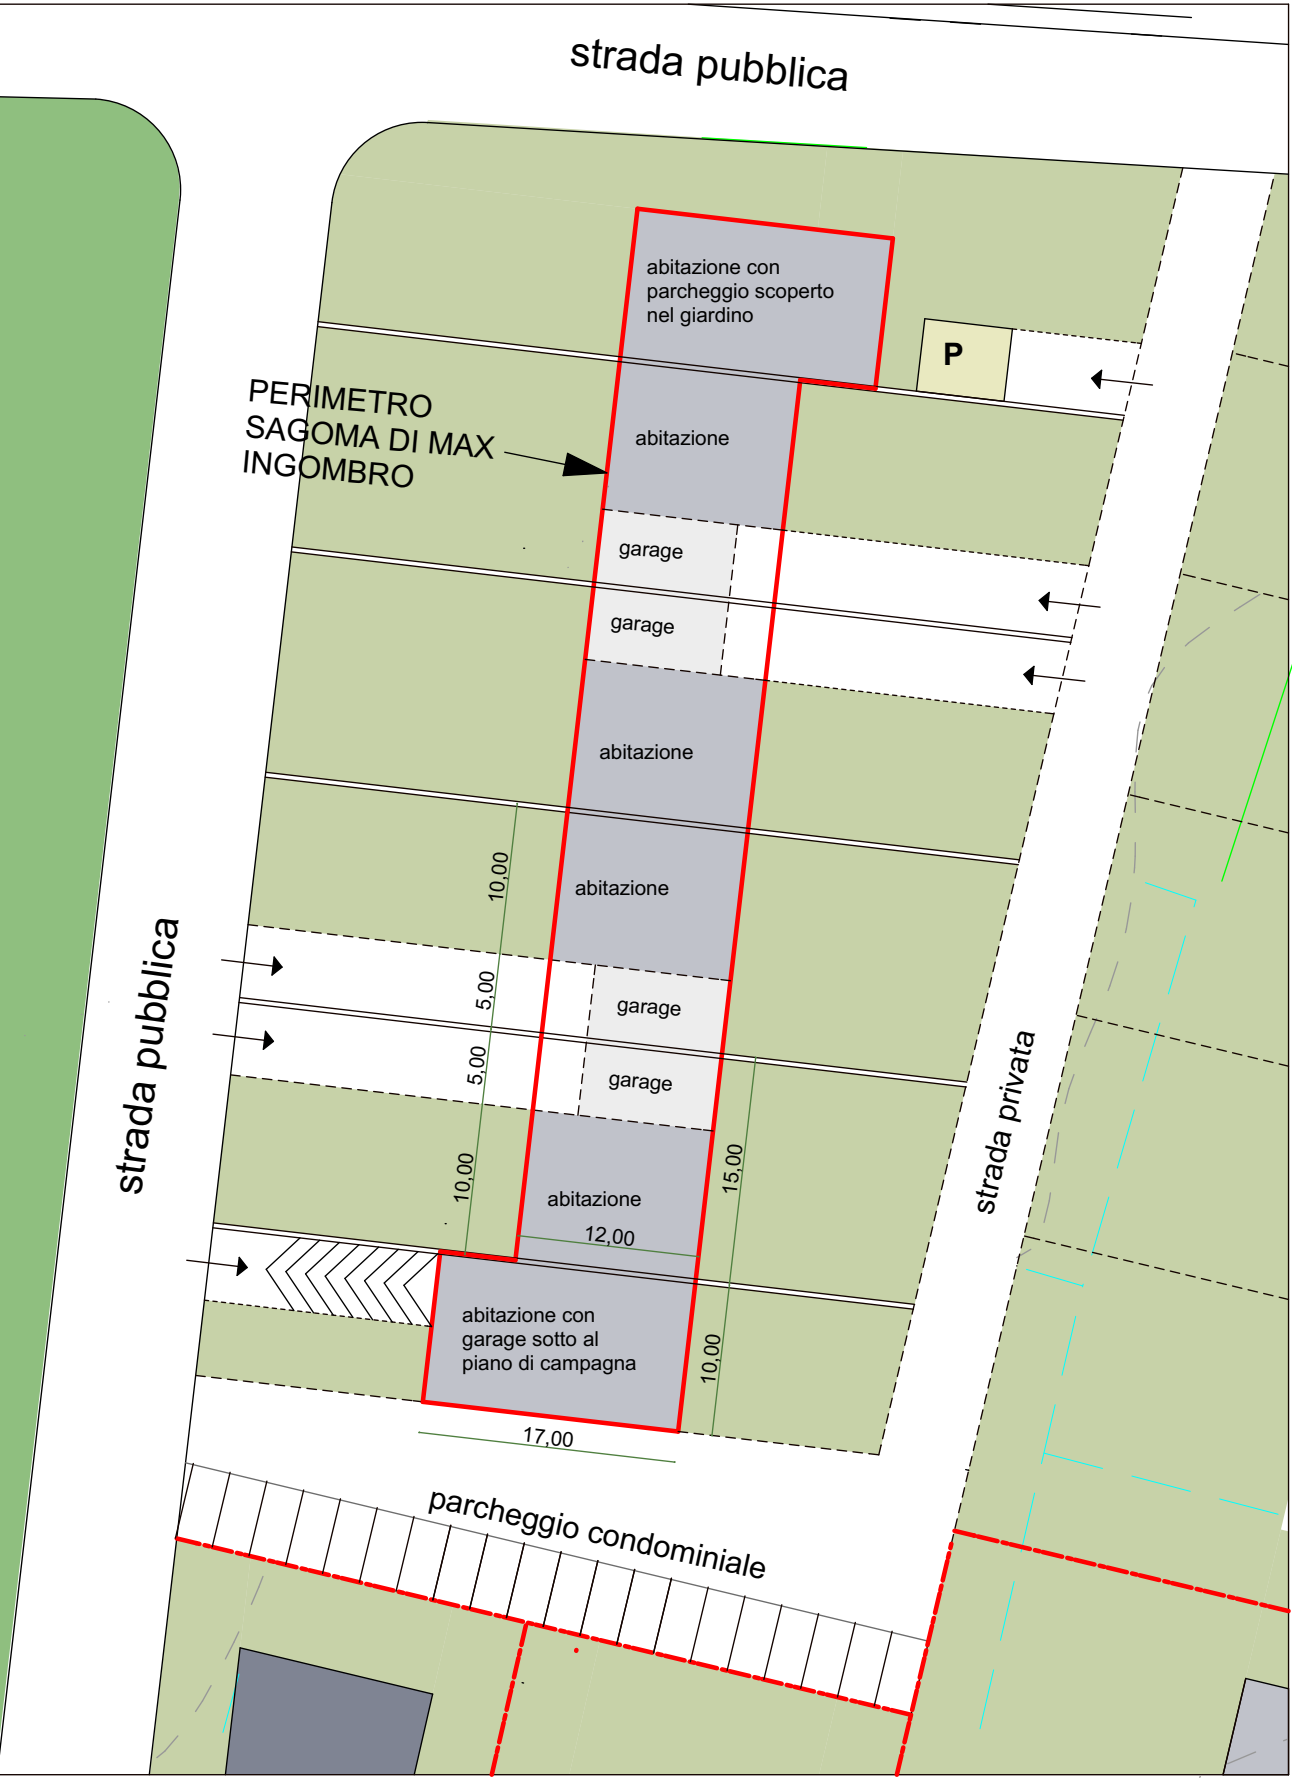 strada pubblica
abitazione con
parcheggio scoperto
nel giardino
P
PERIMETRO
SAGOMA DI MAX
INGOMBRO
abitazione
garage
garage
abitazione
10,00
abitazione
5,00
garage
5,00
garage
strada pubblica
strada privata
10,00
15,00
abitazione
12,00
abitazione con
garage sotto al
piano di campagna
10,00
17,00
parcheggio condominiale